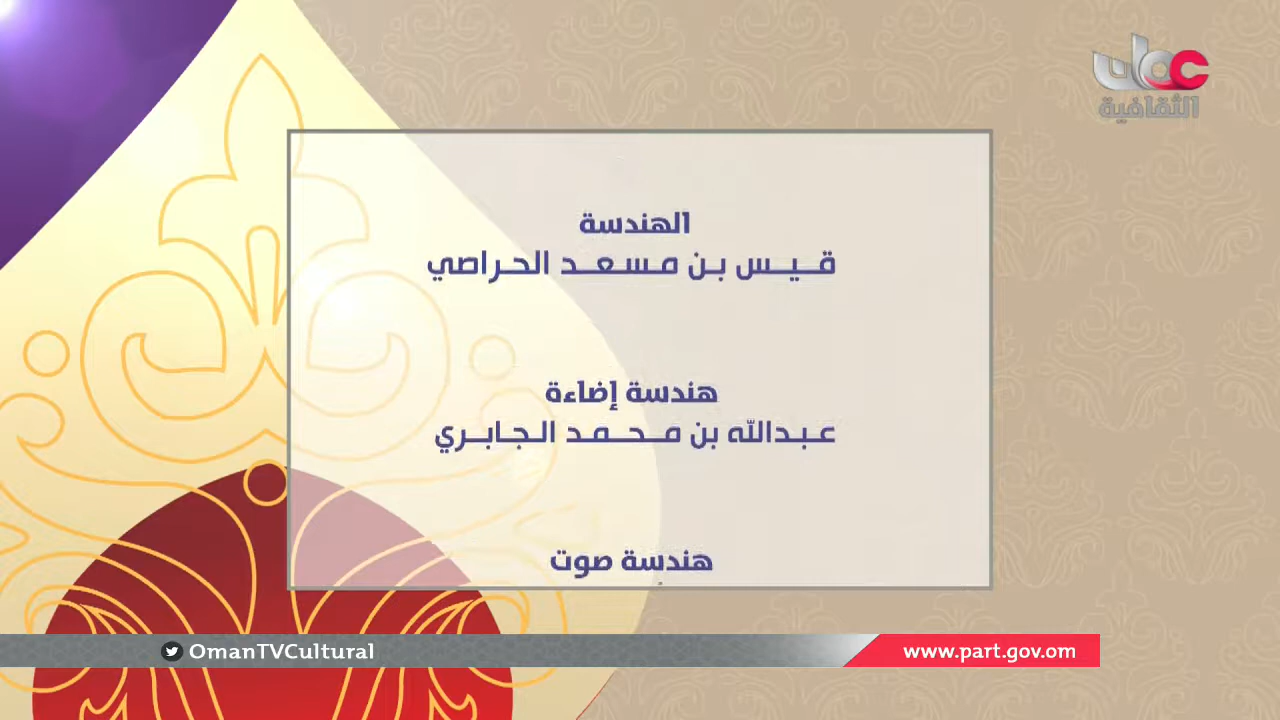 عمان
الثقافية
الهندسة
قيس بن مسعد الحراصي
هندسة إضاءة
عبدالله بن محمد الجابري
هندسة صوت
OmanTVCultural
www.part.gov.om